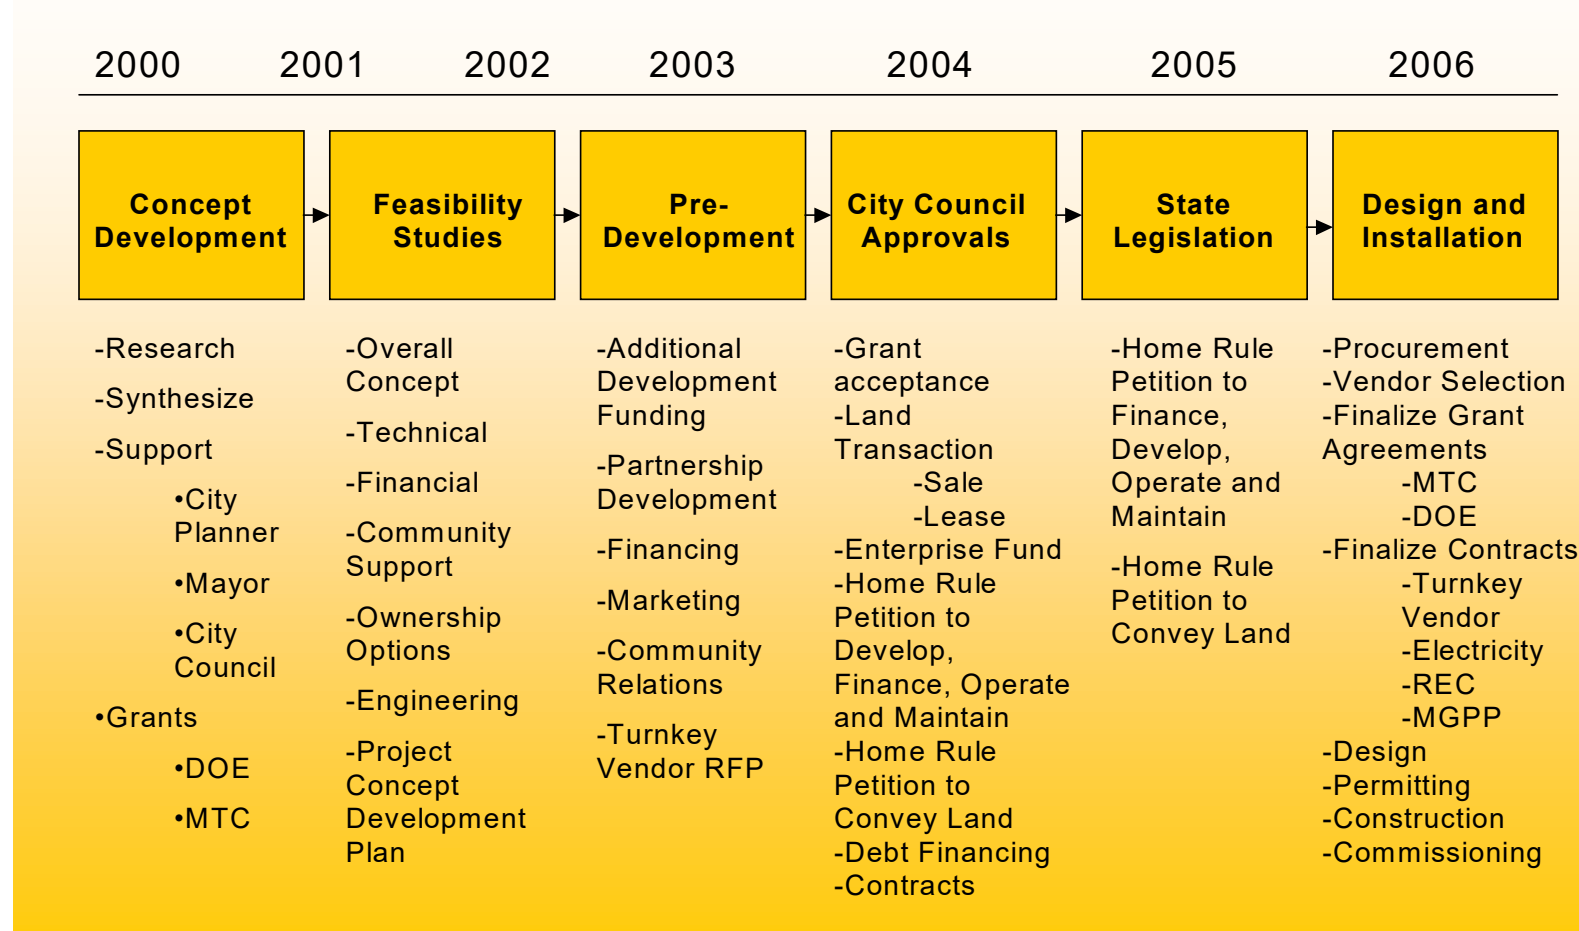 2000 2001 2002 2003 2004 2005 2006
Concept
Development
Feasibility
Studies
Pre-
Development
City Council
Approvals
State
Legislation
Design and
Installation
-Research
-Synthesize
-Support
•City
Planner
•Mayor
•City
Council
•Grants
•DOE
•MTC
-Overall
Concept
-Technical
-Financial
-Community
Support
-Ownership
Options
-Engineering
-Project
Concept
Development
Plan
-Additional
Development
Funding
-Partnership
Development
-Financing
-Marketing
-Community
Relations
-Turnkey
Vendor RFP
-Grant
acceptance
-Land
Transaction
-Sale
-Lease
-Enterprise Fund
-Home Rule
Petition to
Develop,
Finance, Operate
and Maintain
-Home Rule
Petition to
Convey Land
-Debt Financing
-Contracts
-Home Rule
Petition to
Finance,
Develop,
Operate and
Maintain
-Home Rule
Petition to
Convey Land
-Procurement
-Vendor Selection
-Finalize Grant
Agreements
-MTC
-DOE
-Finalize Contracts
-Turnkey
Vendor
-Electricity
-REC
-MGPP
-Design
-Permitting
-Construction
-Commissioning